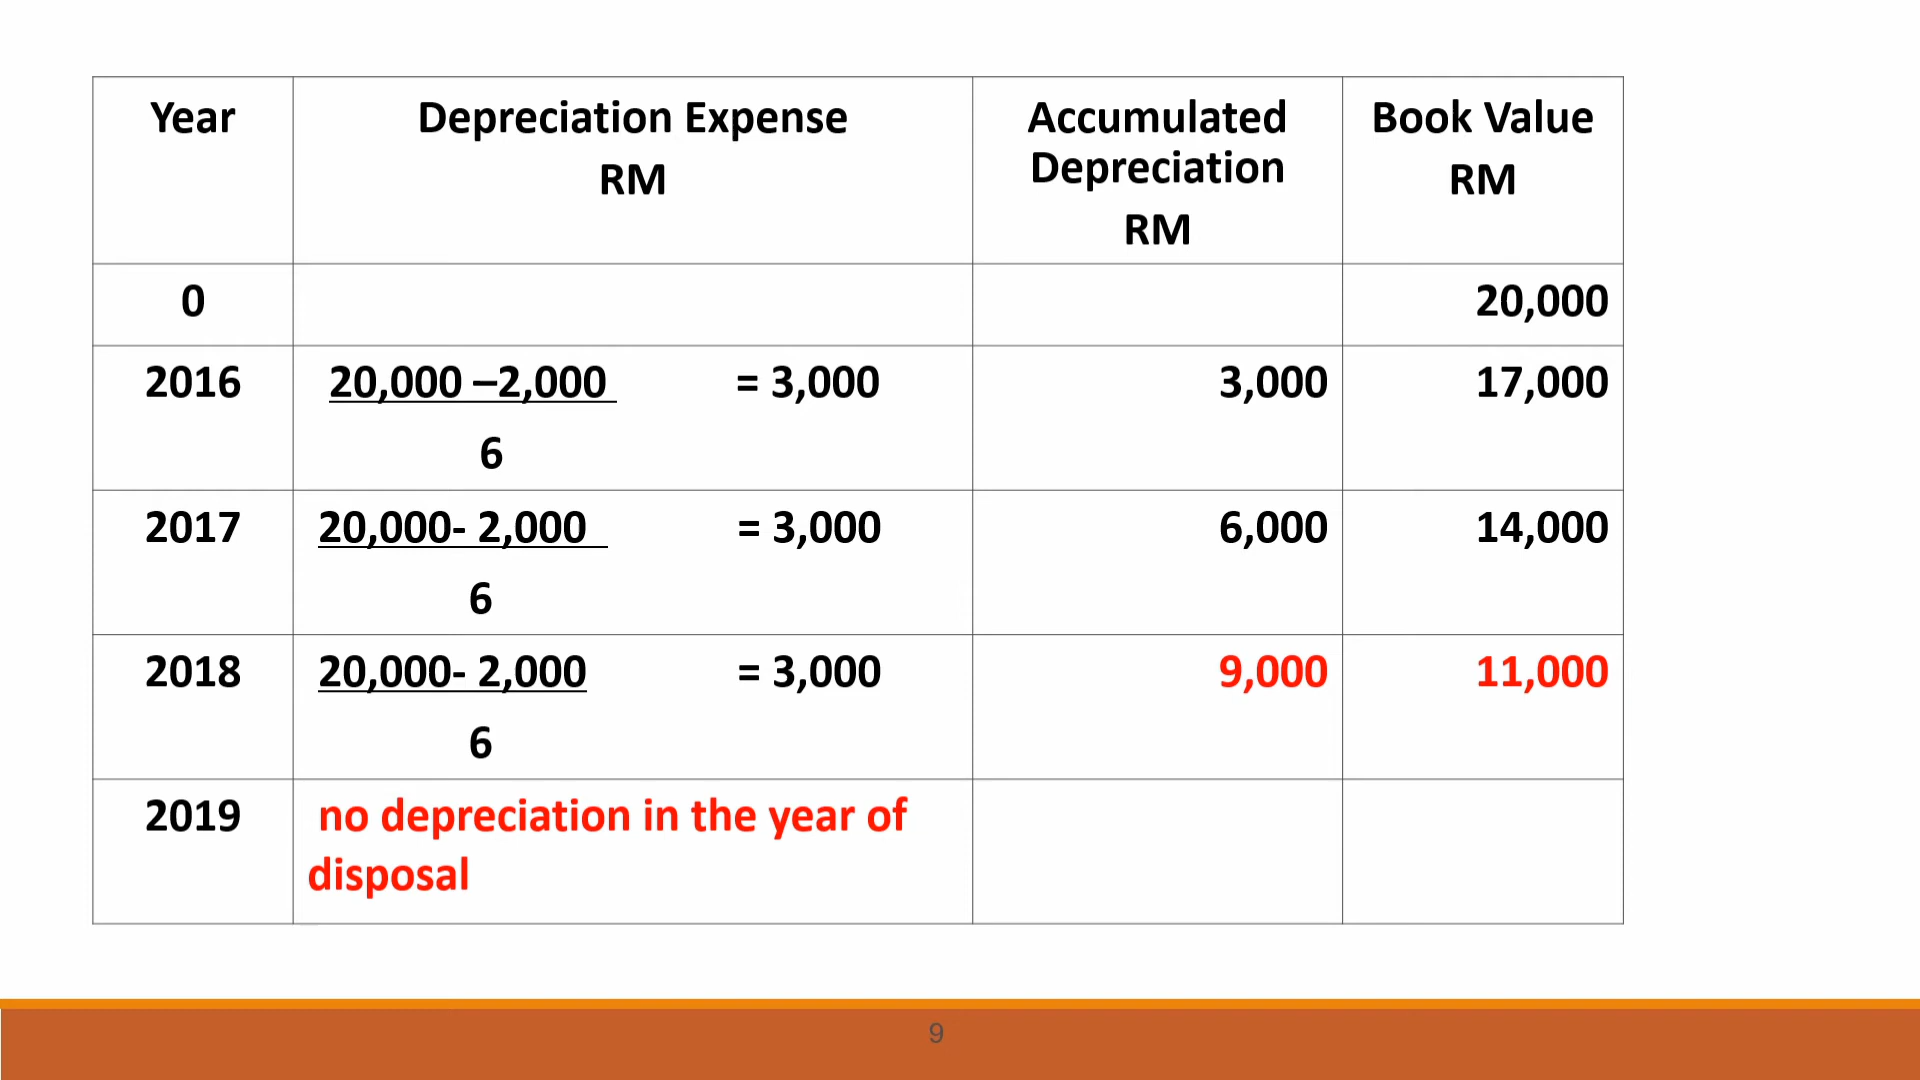 Year
Depreciation Expense
RM
Accumulated
Depreciation
RM
Book Value
RM
0
20,000
2016
20,000 –2,000 = 3,000
6
3,000
17,000
2017
20,000- 2,000 = 3,000
6
6,000
14,000
2018
20,000- 2,000 = 3,000
6
9,000
11,000
2019
no depreciation in the year of
disposal
9